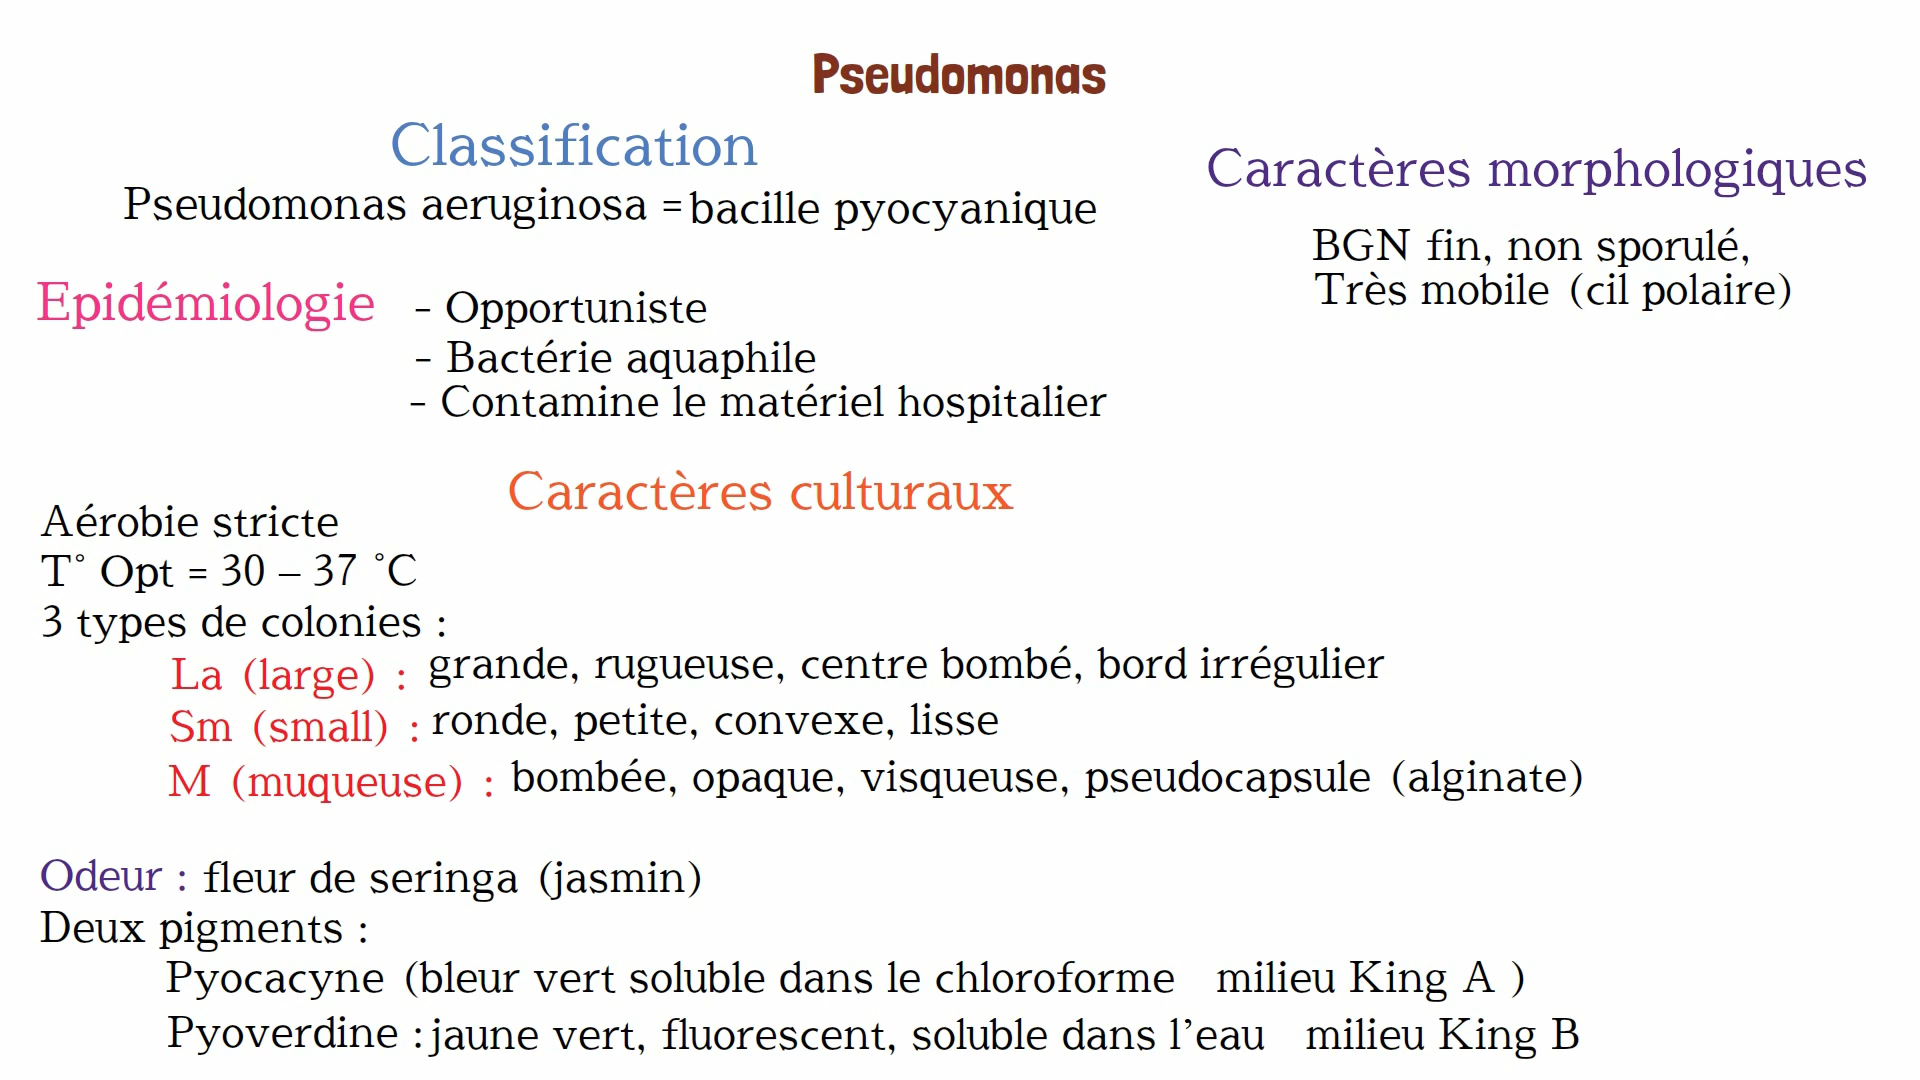 Pseudomonas
Classification
Pseudomonas aeruginosa = bacille pyocyanique
Caractères morphologiques
BGN fin, non sporulé,
Très mobile (cil polaire)
Epidémiologie
- Opportuniste
- Bactérie aquaphile
- Contamine le matériel hospitalier
Caractères culturaux
Aérobie stricte
T° Opt = 30 – 37 °C
3 types de colonies :
La (large) : grande, rugueuse, centre bombé, bord irrégulier
Sm (small) : ronde, petite, convexe, lisse
M (muqueuse) : bombée, opaque, visqueuse, pseudocapsule (alginate)
Odeur : fleur de seringa (jasmin)
Deux pigments :
Pyocacyne (bleur vert soluble dans le chloroforme milieu King A )
Pyoverdine : jaune vert, fluorescent, soluble dans l'eau milieu King B